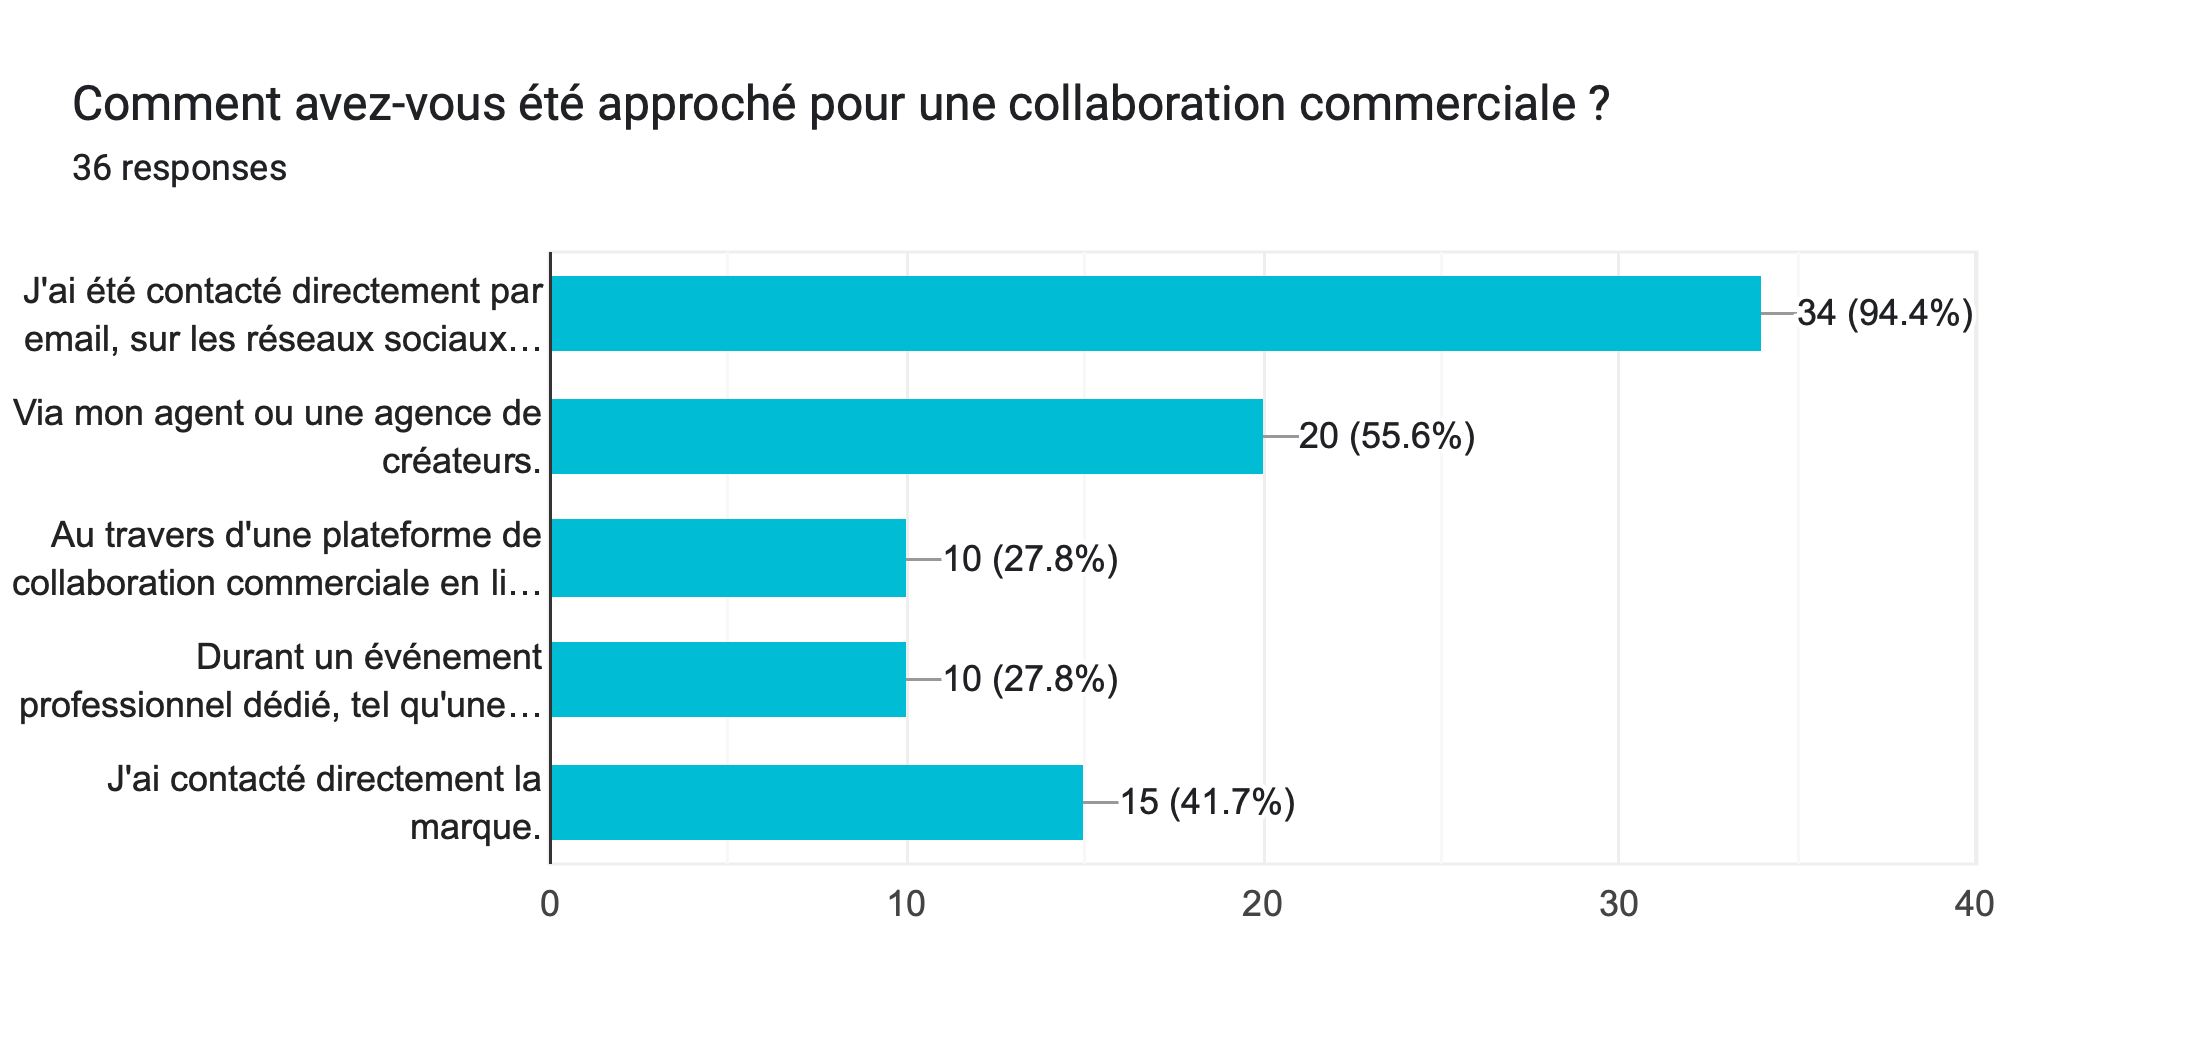 Comment avez-vous été approché pour une collaboration commerciale ?
36 responses
J'ai été contacté directement par
email, sur les réseaux sociaux…
34 (94.4%)
Via mon agent ou une agence de
créateurs.
20 (55.6%)
Au travers d'une plateforme de
collaboration commerciale en li…
10 (27.8%)
Durant un événement
professionnel dédié, tel qu'une…
10 (27.8%)
J'ai contacté directement la
marque.
15 (41.7%)
0 10 20 30 40